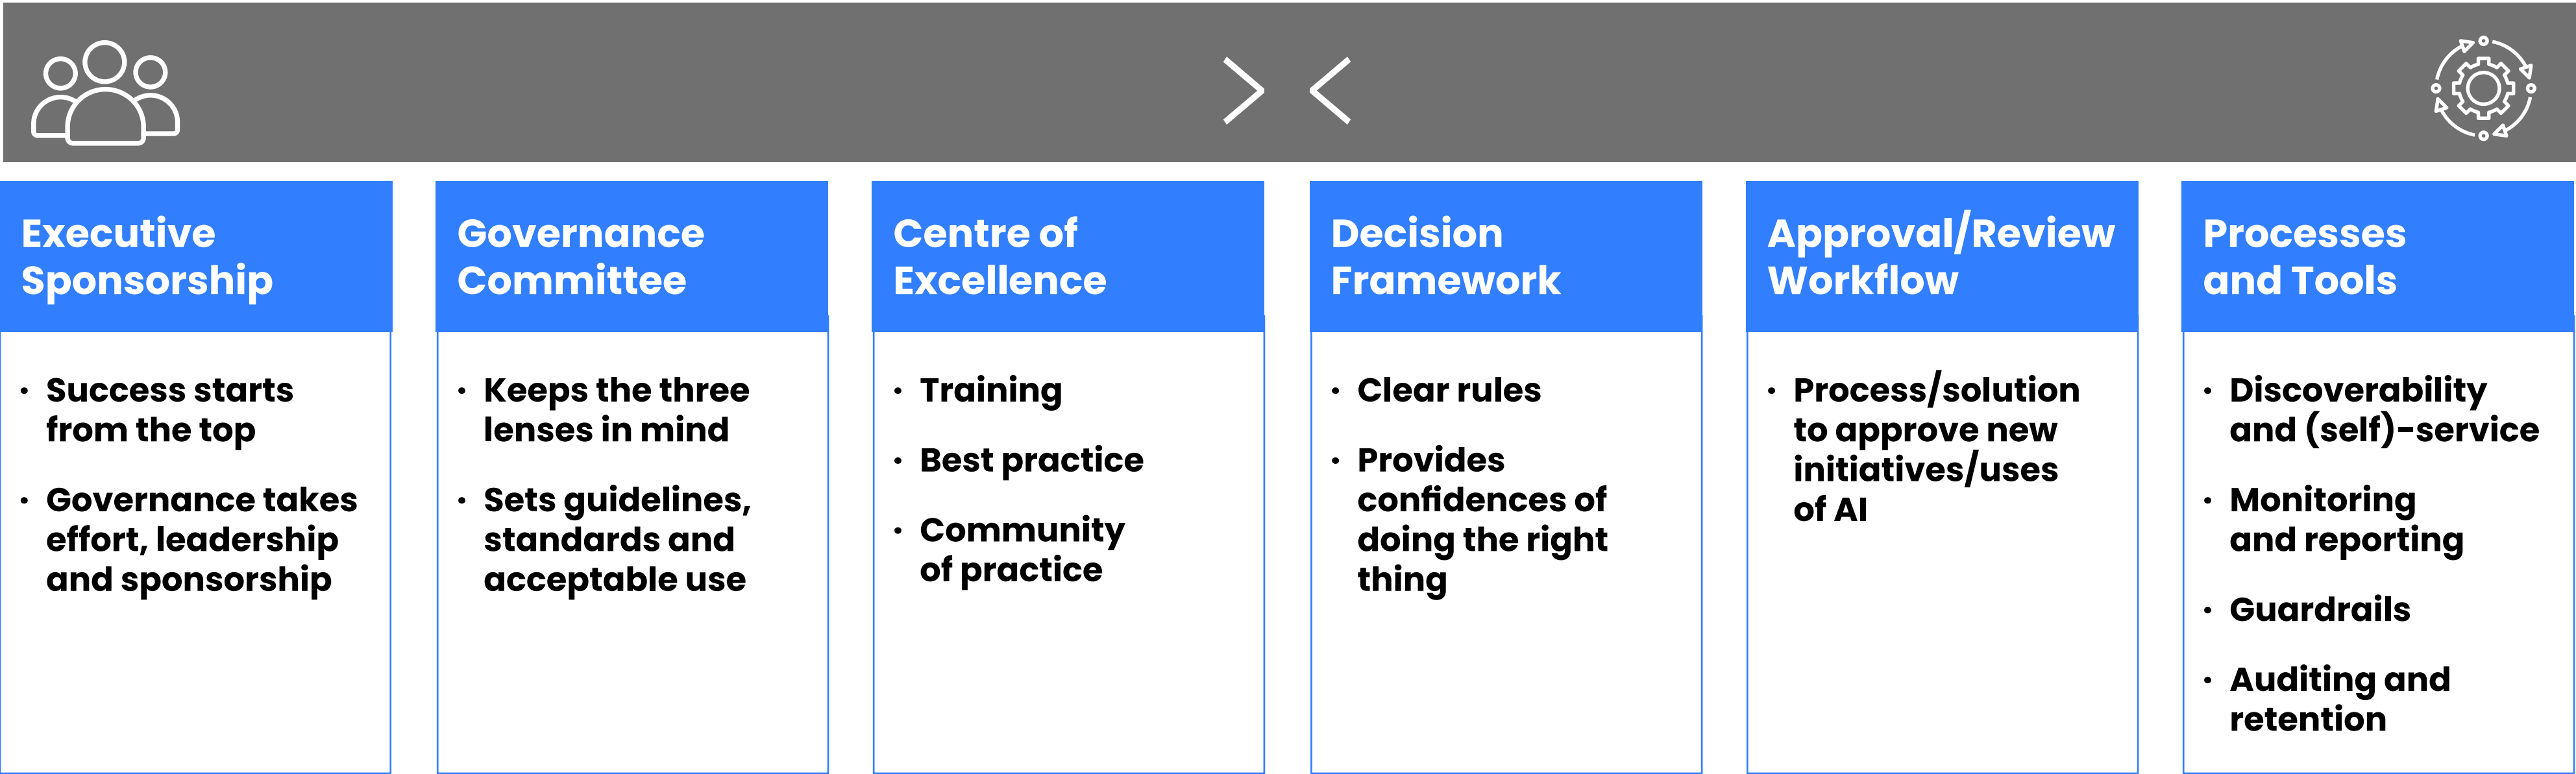 Executive
Sponsorship
· Success starts
from the top
· Governance takes
effort, leadership
and sponsorship
Governance
Committee
· Keeps the three
lenses in mind
· Sets guidelines,
standards and
acceptable use
Centre of
Excellence
· Training
· Best practice
· Community
of practice
Decision
Framework
· Clear rules
· Provides
confidences of
doing the right
thing
Approval/Review
Workflow
· Process/solution
to approve new
initiatives/uses
of AI
Processes
and Tools
· Discoverability
and (self)-service
· Monitoring
and reporting
· Guardrails
· Auditing and
retention